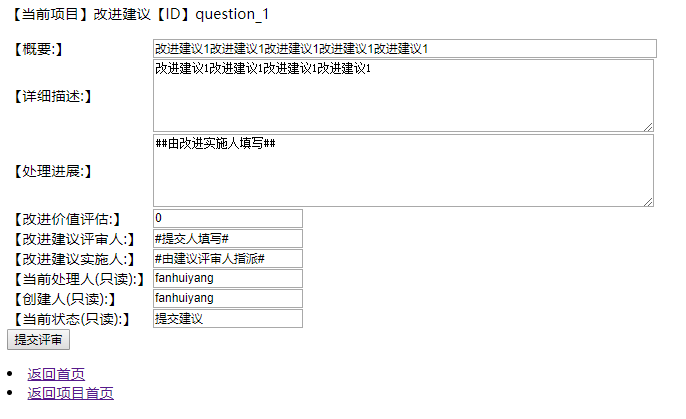 【当前项目】改进建议【ID】question_1
【概要:】 改进建议1改进建议1改进建议1改进建议1改进建议1
【详细描述:】 改进建议1改进建议1改进建议1改进建议1
【处理进展:】 ##由改进实施人填写##
【改进价值评估:】 0
【改进建议评审人:】 #提交人填写#
【改进建议实施人:】 #由建议评审人指派#
【当前处理人(只读):】 fanhuiyang
【创建人(只读):】 fanhuiyang
【当前状态(只读):】 提交建议
提交评审
返回首页
返回项目首页